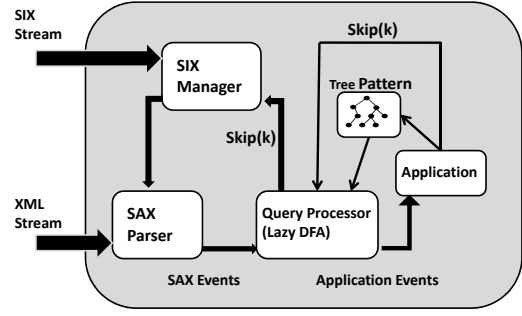 SIX
Stream
Skip(k)
SIX
Manager
Tree Pattern
Skip(k)
Application
XML
Stream
SAX
Parser
Query Processor
(Lazy DFA)
SAX Events
Application Events